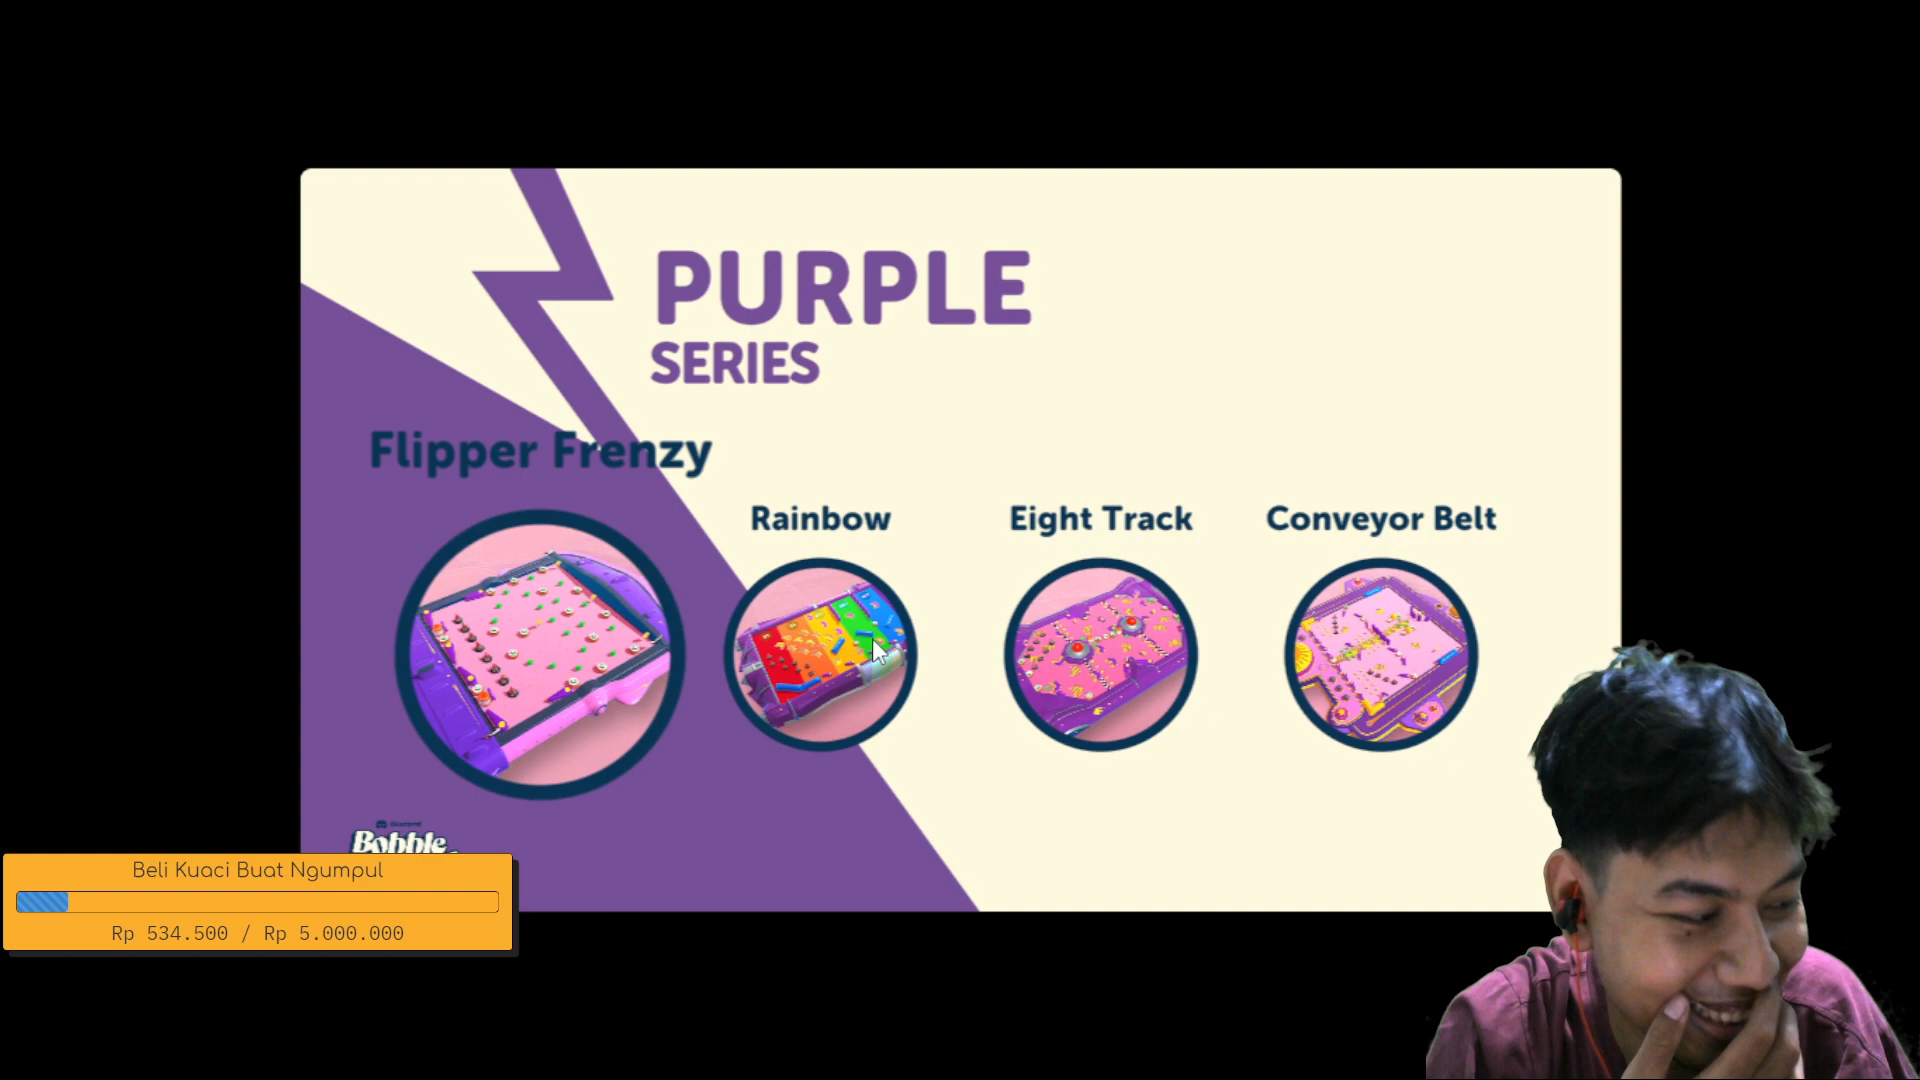 PURPLE
SERIES
Flipper Frenzy
Rainbow
Eight Track
Conveyor Belt
Discord
Bobble
Beli Kuaci Buat Ngumpul
Rp 534.500 / Rp 5.000.000